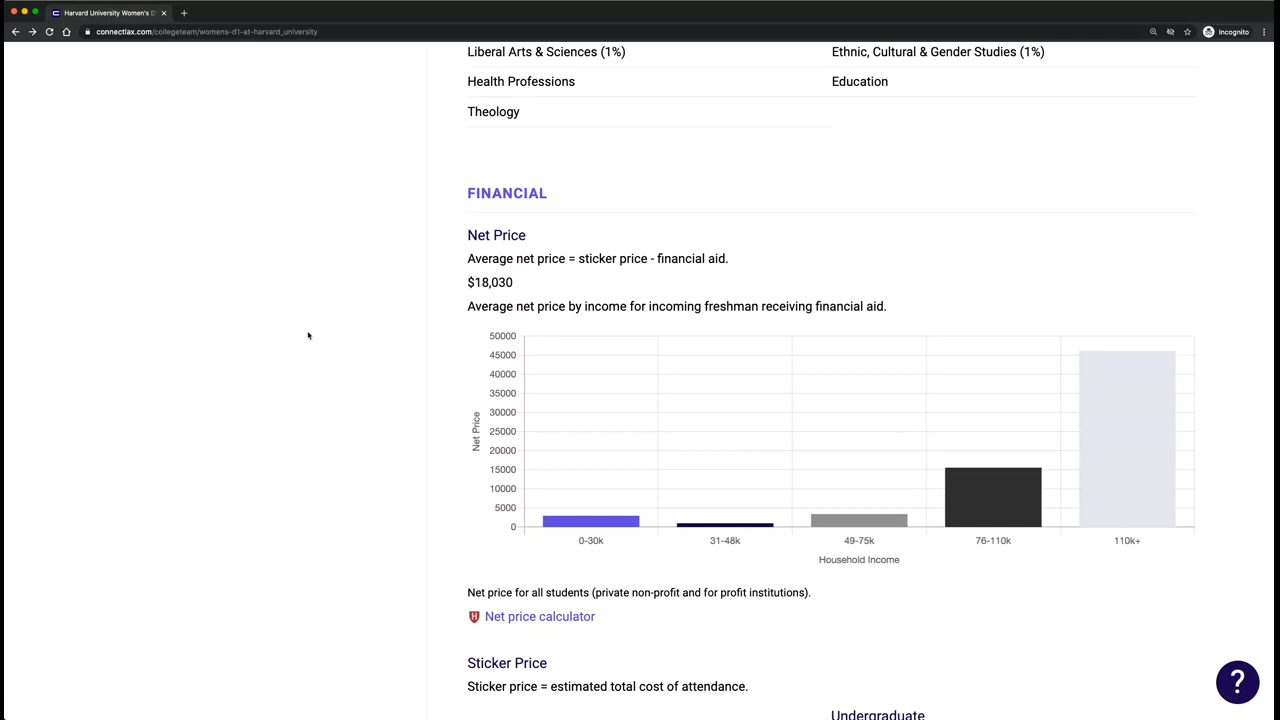 Harvard University Women's D
connectlax.com/collegeteam/womens-d1-at-harvard_university
Incognito
Liberal Arts & Sciences (1%)
Ethnic, Cultural & Gender Studies (1%)
Health Professions
Education
Theology
FINANCIAL
Net Price
Average net price = sticker price - financial aid.
$18,030
Average net price by income for incoming freshman receiving financial aid.
50000
45000
40000
35000
30000
25000
20000
15000
10000
5000
0
Net Price
0-30k
31-48k
49-75k
76-110k
110k+
Household Income
Net price for all students (private non-profit and for profit institutions).
Net price calculator
Sticker Price
Sticker price = estimated total cost of attendance.
?
Undergraduate